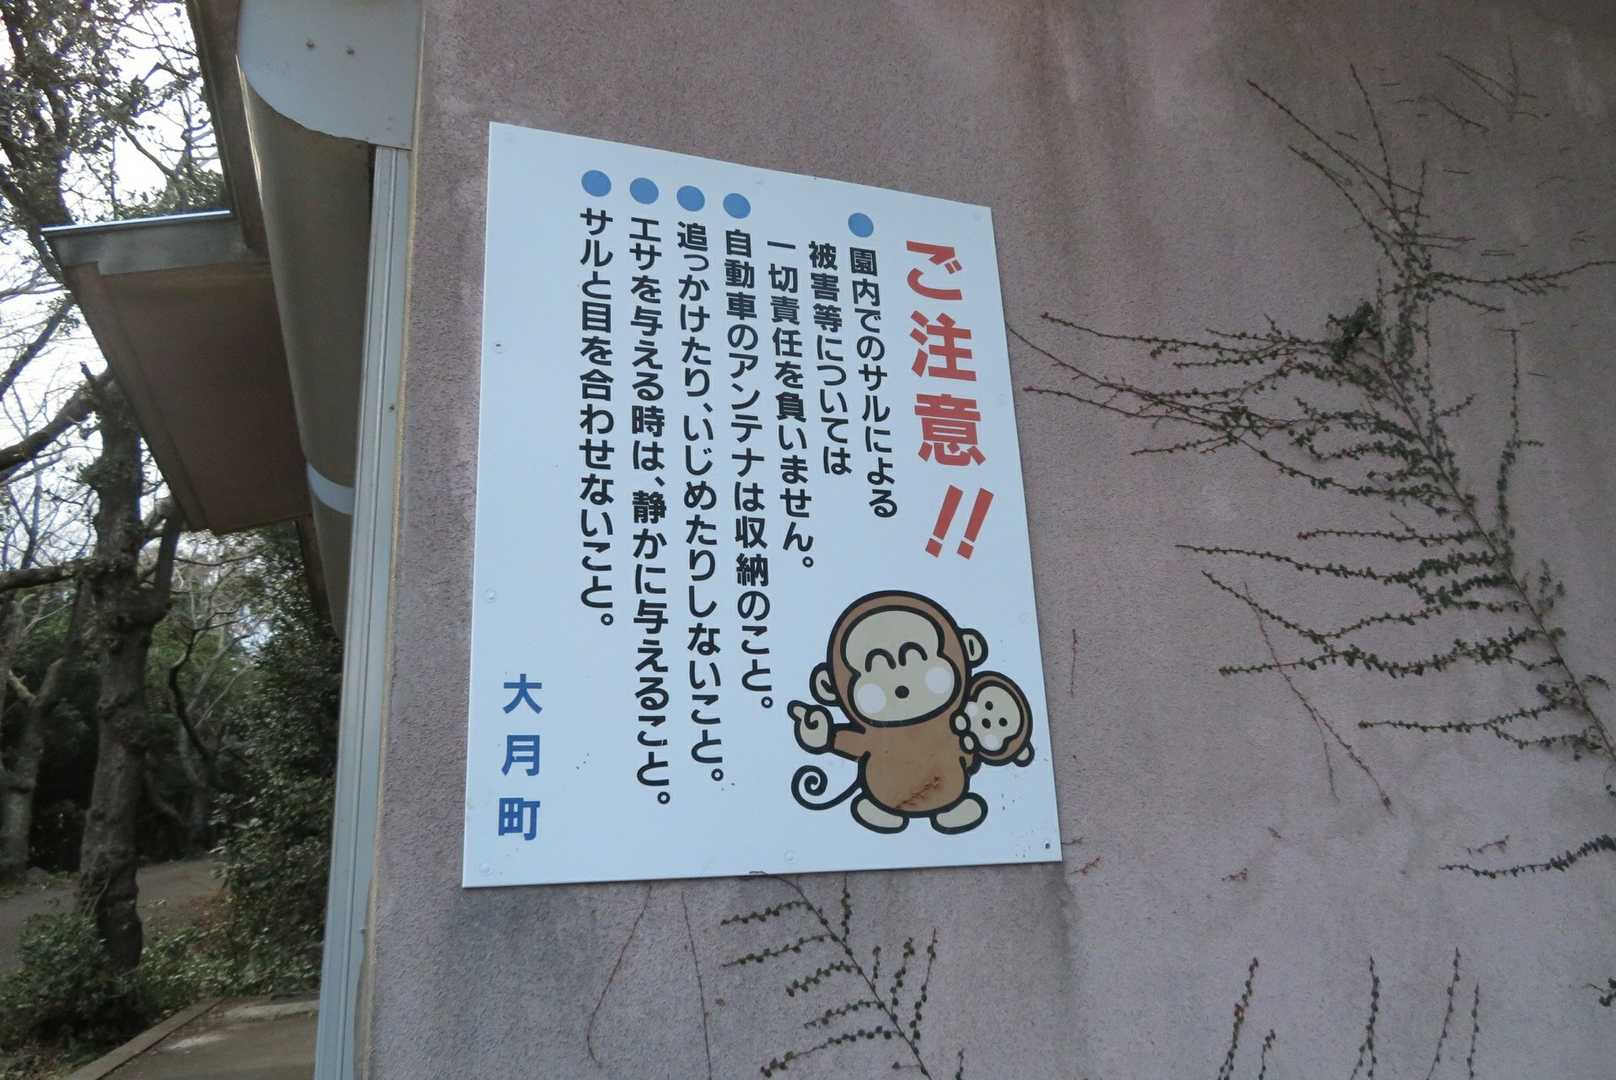 ご注意!!
●園内でのサルによる
被害等については
一切責任を負いません。
●自動車のアンテナは収納のこと。
●追っかけたり、いじめたりしないこと。
●エサを与える時は、静かに与えること。
●サルと目を合わせないこと。
大月町